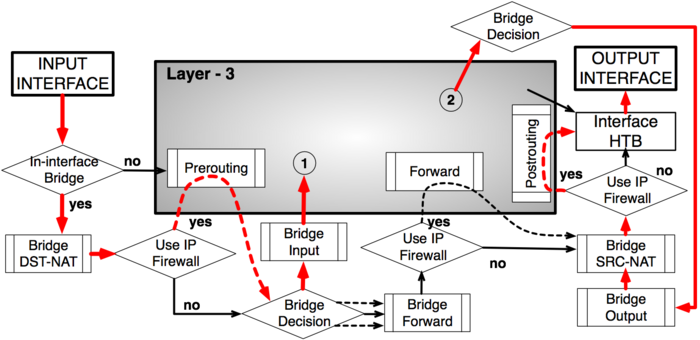 Bridge
Decision
INPUT
INTERFACE
Layer - 3
OUTPUT
INTERFACE
2
Interface
HTB
In-interface
Bridge
no
Prerouting
1
Forward
Postrouting
yes
no
Use IP
Firewall
yes
yes
yes
Bridge
DST-NAT
Use IP
Firewall
Bridge
Input
Use IP
Firewall
no
Bridge
SRC-NAT
no
Bridge
Decision
Bridge
Forward
Bridge
Output